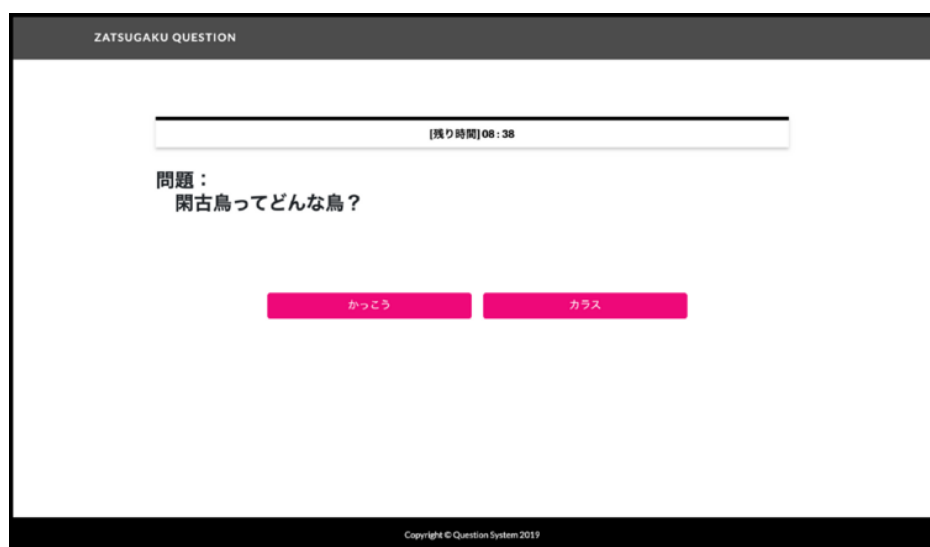 ZATSUGAKU QUESTION
[残り時間] 08 : 38
問題：
閑古鳥ってどんな鳥？
かっこう
カラス
Copyright © Question System 2019